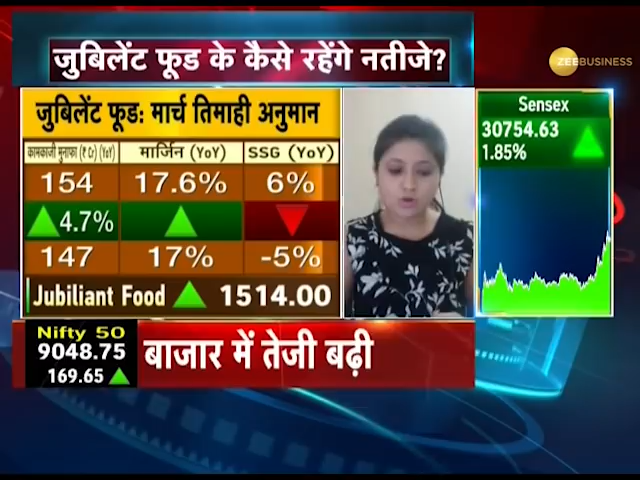 जुबिलेंट फूड के कैसे रहेंगे नतीजे?
ZEEBUSINESS
जुबिलेंट फूड: मार्च तिमाही अनुमान
कामकाजी मुनाफा (₹ Cr) (YoY) मार्जिन (YoY) SSG (YoY)
154 17.6% 6%
4.7%
147 17% -5%
Jubiliant Food 1514.00
Sensex
30754.63
1.85%
Nifty 50
9048.75
169.65
बाजार में तेजी बढ़ी